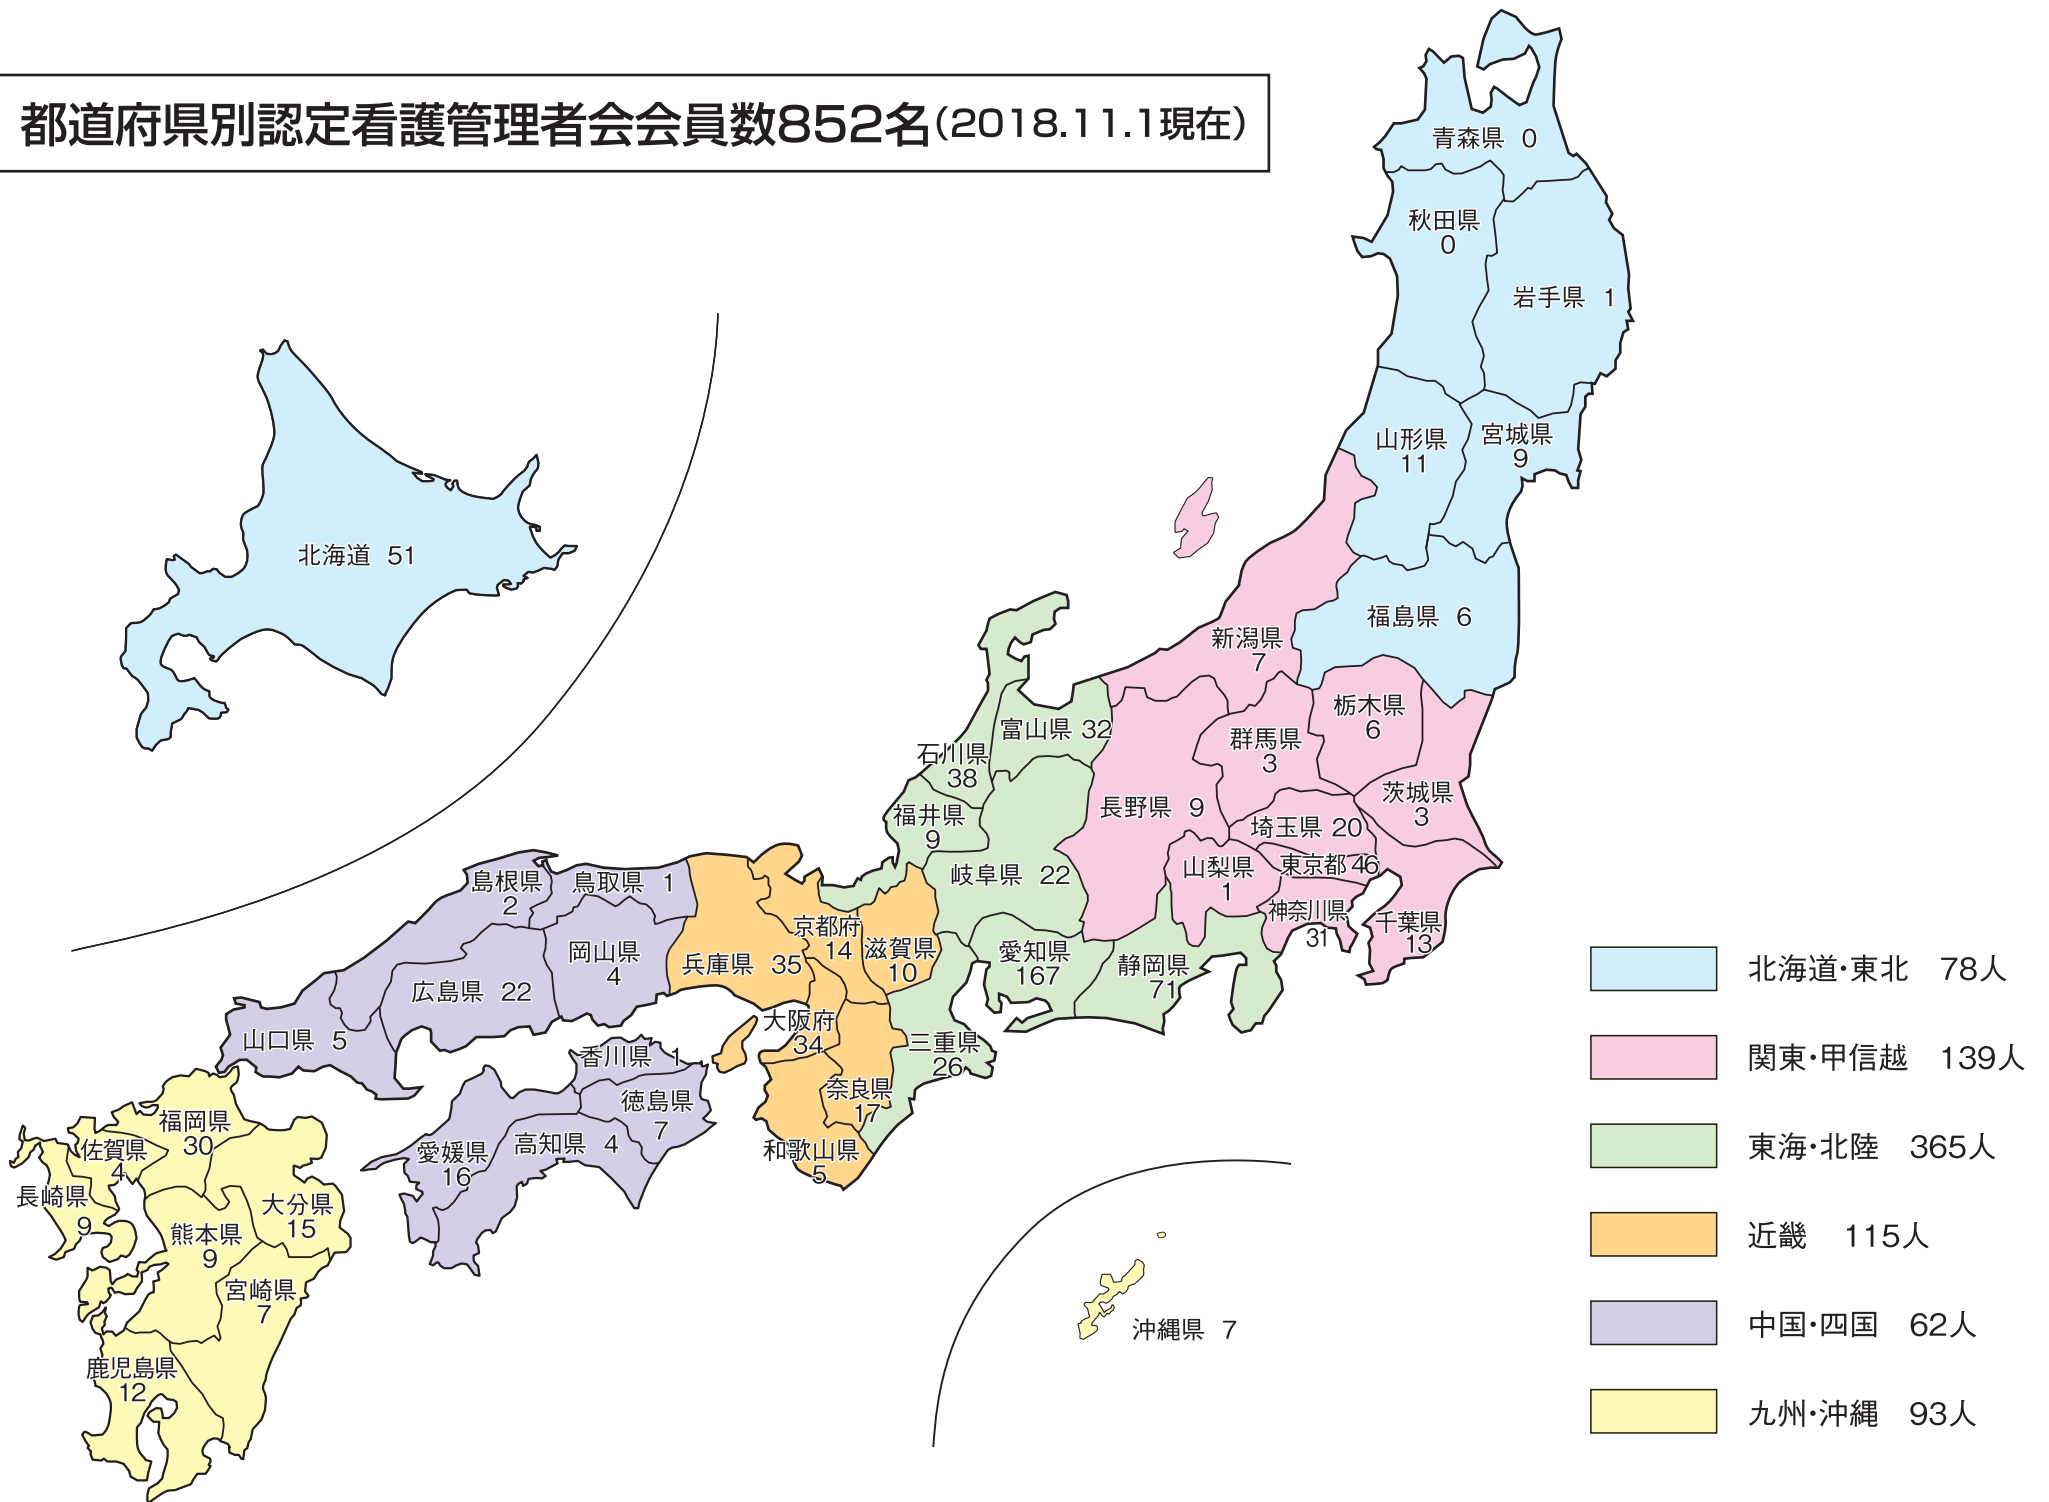 都道府県別認定看護管理者会会員数852名(2018.11.1現在)
青森県 0
秋田県
0
岩手県 1
山形県
11
宮城県
9
福島県 6
北海道 51
新潟県
7
栃木県
6
群馬県
3
茨城県
3
長野県 9
埼玉県 20
東京都 46
山梨県
1
神奈川県
31
千葉県
13
富山県 32
石川県
38
福井県
9
岐阜県 22
愛知県
167
静岡県
71
三重県
26
島根県
2
鳥取県 1
岡山県
4
広島県 22
山口県 5
兵庫県 35
京都府
14
滋賀県
10
大阪府
34
奈良県
17
和歌山県
5
香川県 1
徳島県
7
愛媛県
16
高知県 4
福岡県
30
佐賀県
4
長崎県
9
熊本県
9
大分県
15
宮崎県
7
鹿児島県
12
沖縄県 7
北海道・東北 78人
関東・甲信越 139人
東海・北陸 365人
近畿 115人
中国・四国 62人
九州・沖縄 93人